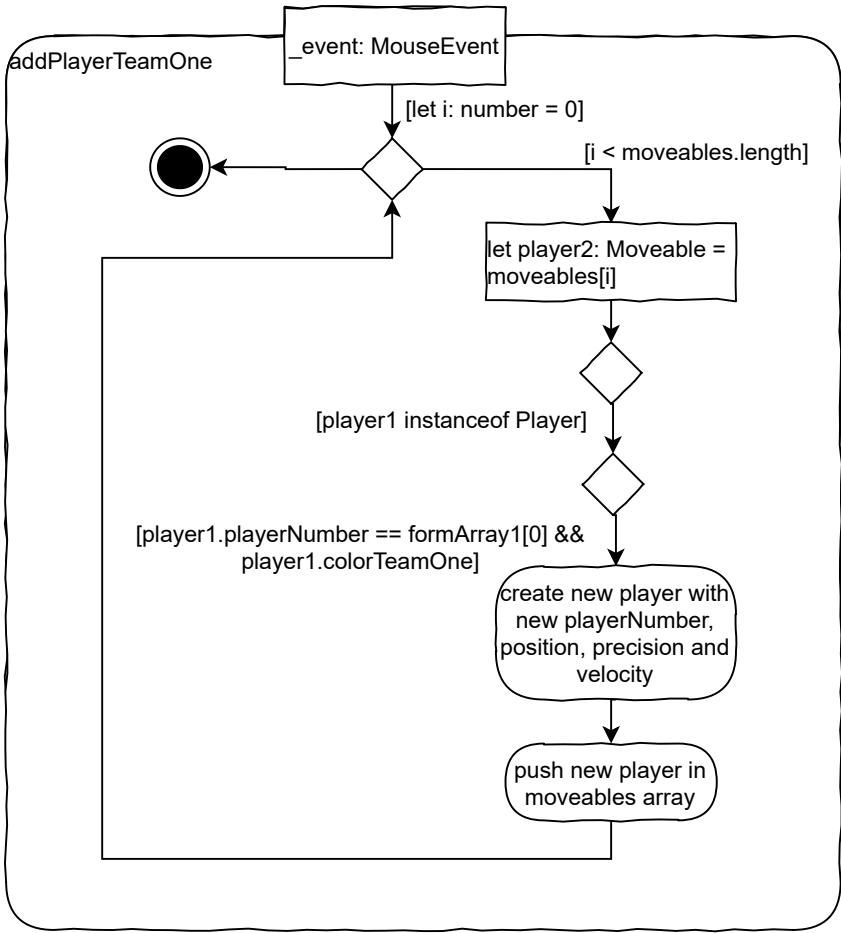 _event: MouseEvent
addPlayerTeamOne
[let i: number = 0]
[i < moveables.length]
let player2: Moveable =
moveables[i]
[player1 instanceof Player]
[player1.playerNumber == formArray1[0] &&
player1.colorTeamOne]
create new player with
new playerNumber,
position, precision and
velocity
push new player in
moveables array